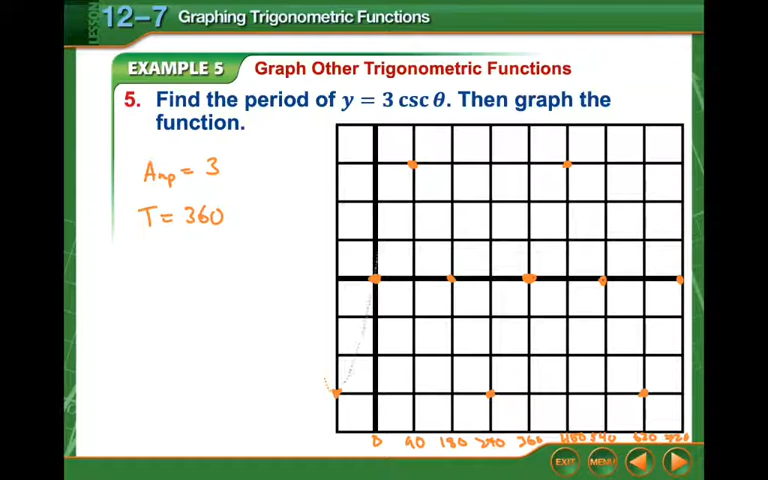 LESSON
12–7 Graphing Trigonometric Functions
EXAMPLE 5 Graph Other Trigonometric Functions
5. Find the period of y = 3 csc θ. Then graph the
function.
Amp = 3
T = 360
0 90 180 270 360 450 540 630 720
EXIT MENU